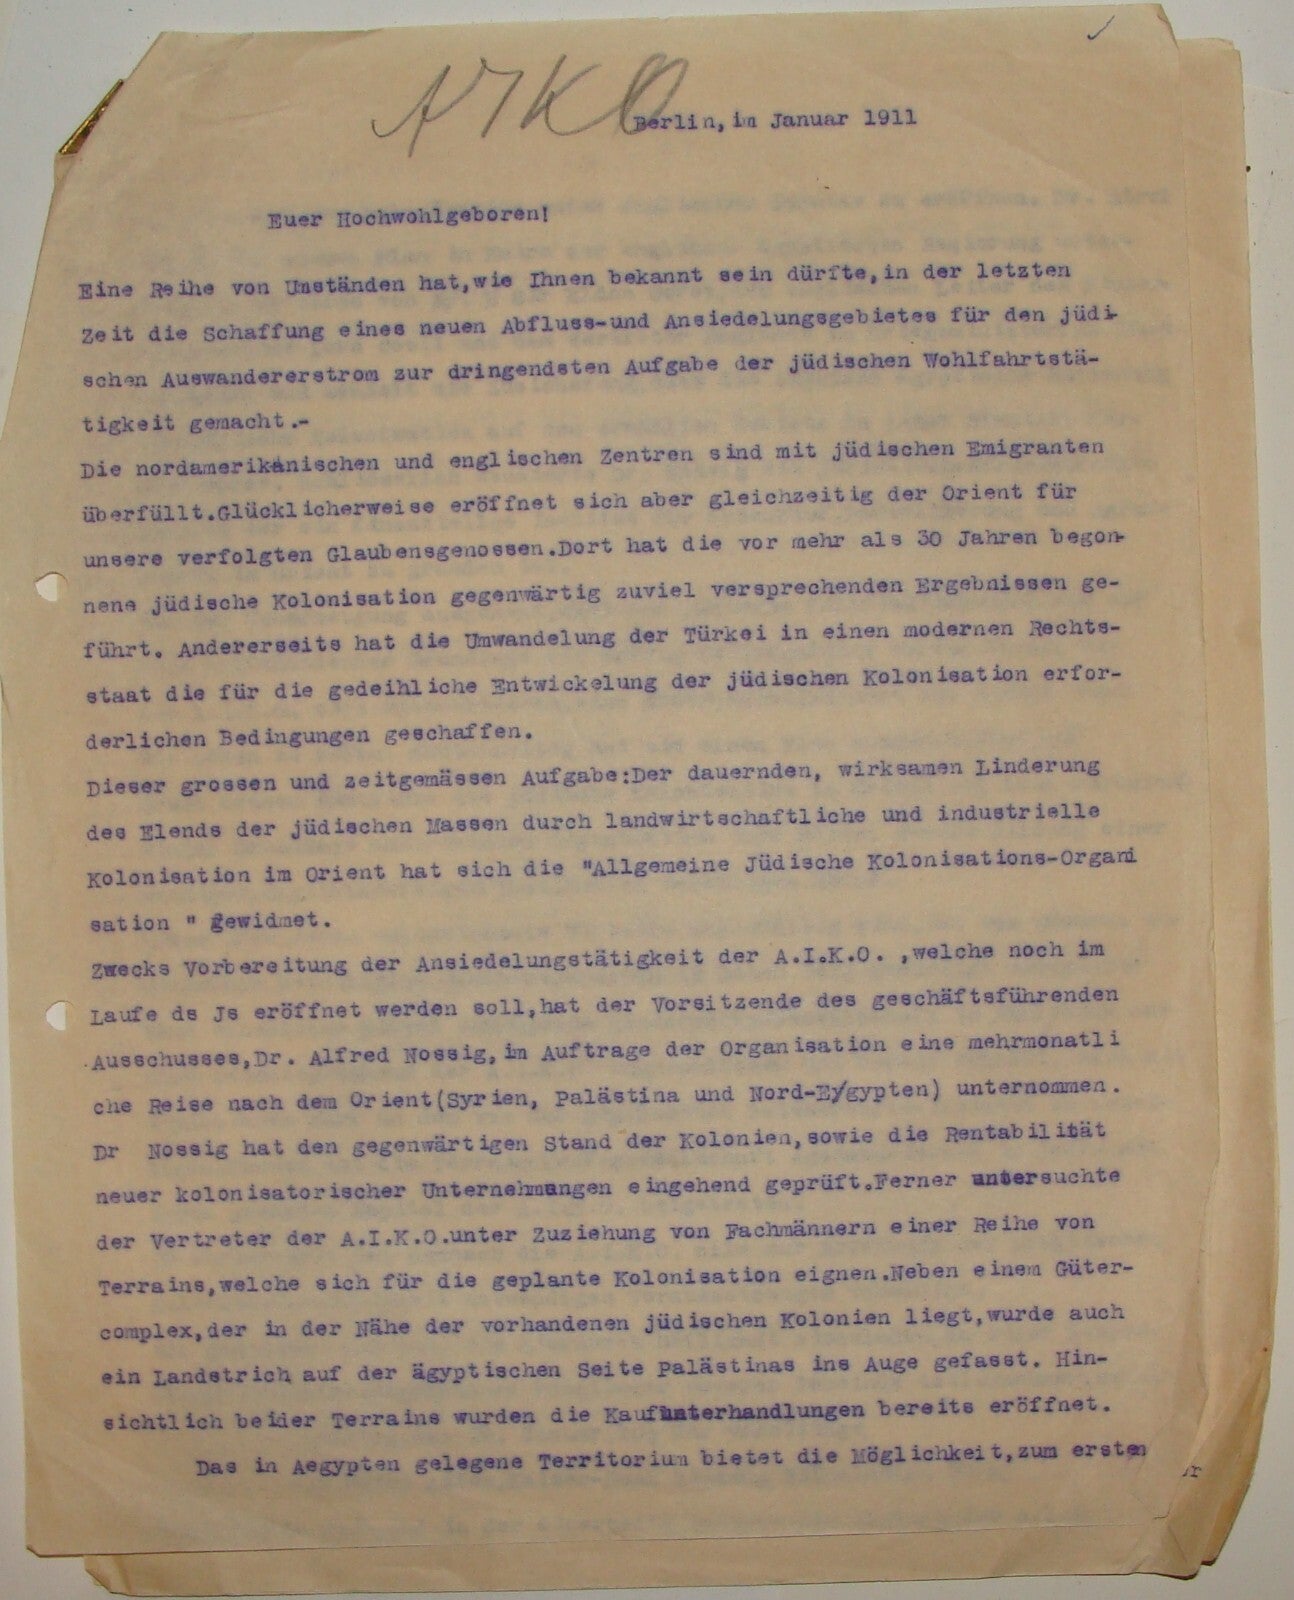 AIKO
Berlin, im Januar 1911
Euer Hochwohlgeboren!
Eine Reihe von Umständen hat,wie Ihnen bekannt sein dürfte,in der letzten
Zeit die Schaffung eines neuen Abfluss-und Ansiedelungsgebietes für den jüdi-
schen Auswandererstrom zur dringendsten Aufgabe der jüdischen Wohlfahrtstä-
tigkeit gemacht.-
Die nordamerikanischen und englischen Zentren sind mit jüdischen Emigranten
überfüllt.Glücklicherweise eröffnet sich aber gleichzeitig der Orient für
unsere verfolgten Glaubensgenossen.Dort hat die vor mehr als 30 Jahren begon-
nene jüdische Kolonisation gegenwärtig zuviel versprechenden Ergebnissen ge-
führt. Andererseits hat die Umwandelung der Türkei in einen modernen Rechts-
staat die für die gedeihliche Entwickelung der jüdischen Kolonisation erfor-
derlichen Bedingungen geschaffen.
Dieser grossen und zeitgemässen Aufgabe:Der dauernden, wirksamen Linderung
des Elends der jüdischen Massen durch landwirtschaftliche und industrielle
Kolonisation im Orient hat sich die "Allgemeine Jüdische Kolonisations-Organi
sation " gewidmet.
Zwecks Vorbereitung der Ansiedelungstätigkeit der A.I.K.O. ,welche noch im
Laufe ds Js eröffnet werden soll,hat der Vorsitzende des geschäftsführenden
Ausschusses,Dr. Alfred Nossig,im Auftrage der Organisation eine mehrmonatli
che Reise nach dem Orient(Syrien, Palästina und Nord-E/gypten) unternommen.
Dr Nossig hat den gegenwärtigen Stand der Kolonien,sowie die Rentabilität
neuer kolonisatorischer Unternehmungen eingehend geprüft.Ferner untersuchte
der Vertreter der A.I.K.O.unter Zuziehung von Fachmännern einer Reihe von
Terrains,welche sich für die geplante Kolonisation eignen.Neben einem Güter-
complex,der in der Nähe der vorhandenen jüdischen Kolonien liegt,wurde auch
ein Landstrich auf der ägyptischen Seite Palästinas ins Auge gefasst. Hin-
sichtlich beider Terrains wurden die Kaufunterhandlungen bereits eröffnet.
Das in Aegypten gelegene Territorium bietet die Möglichkeit,zum ersten